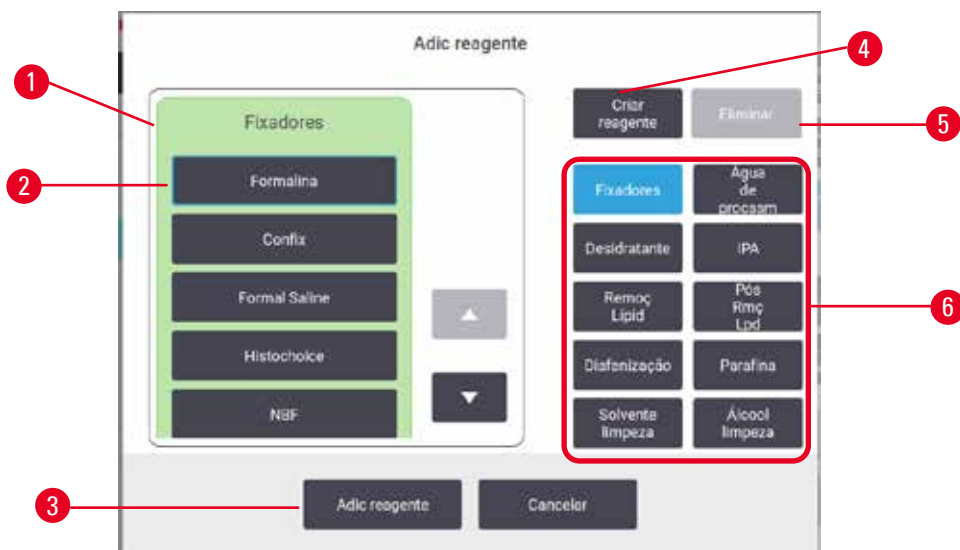 Adic reagente
4
1
Criar
reagente
Eliminar
5
Fixadores
2
Formalina
Fixadores
Água
de
procssm
Confix
Desidratante
IPA
Formal Saline
Remoç
Lipid
Pós
Rmç
Lpd
6
Histochoice
Diafanização
Parafina
NBF
Solvente
limpeza
Álcool
limpeza
3
Adic reagente
Cancelar